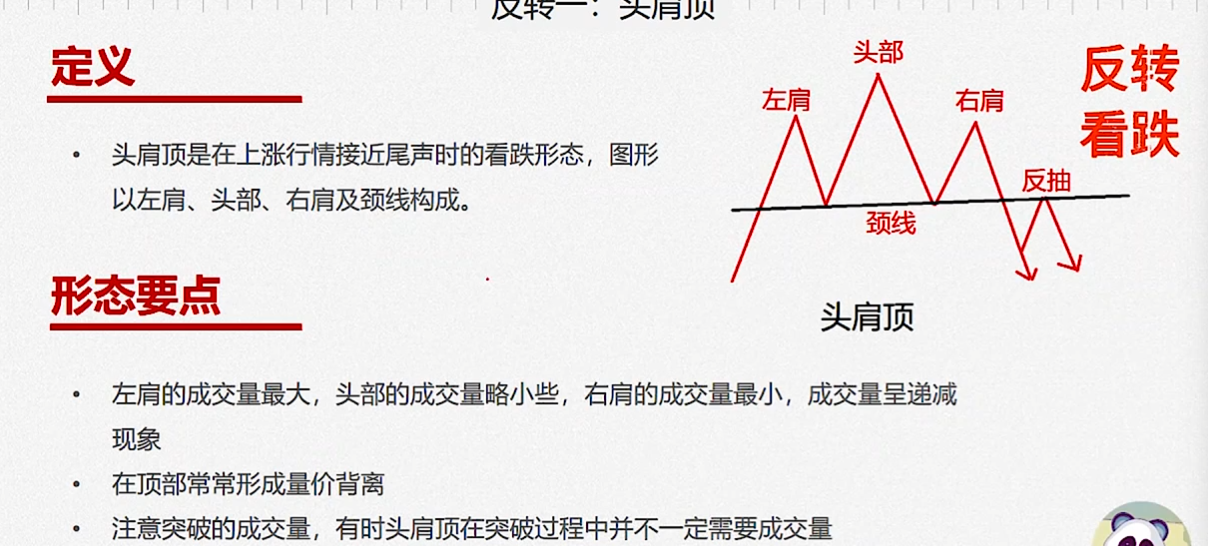 反转一：头肩顶
定义
头肩顶是在上涨行情接近尾声时的看跌形态，图形
以左肩、头部、右肩及颈线构成。
头部
左肩
右肩
反抽
颈线
头肩顶
反转
看跌
形态要点
左肩的成交量最大，头部的成交量略小些，右肩的成交量最小，成交量呈递减
现象
在顶部常常形成量价背离
注意突破的成交量，有时头肩顶在突破过程中并不一定需要成交量